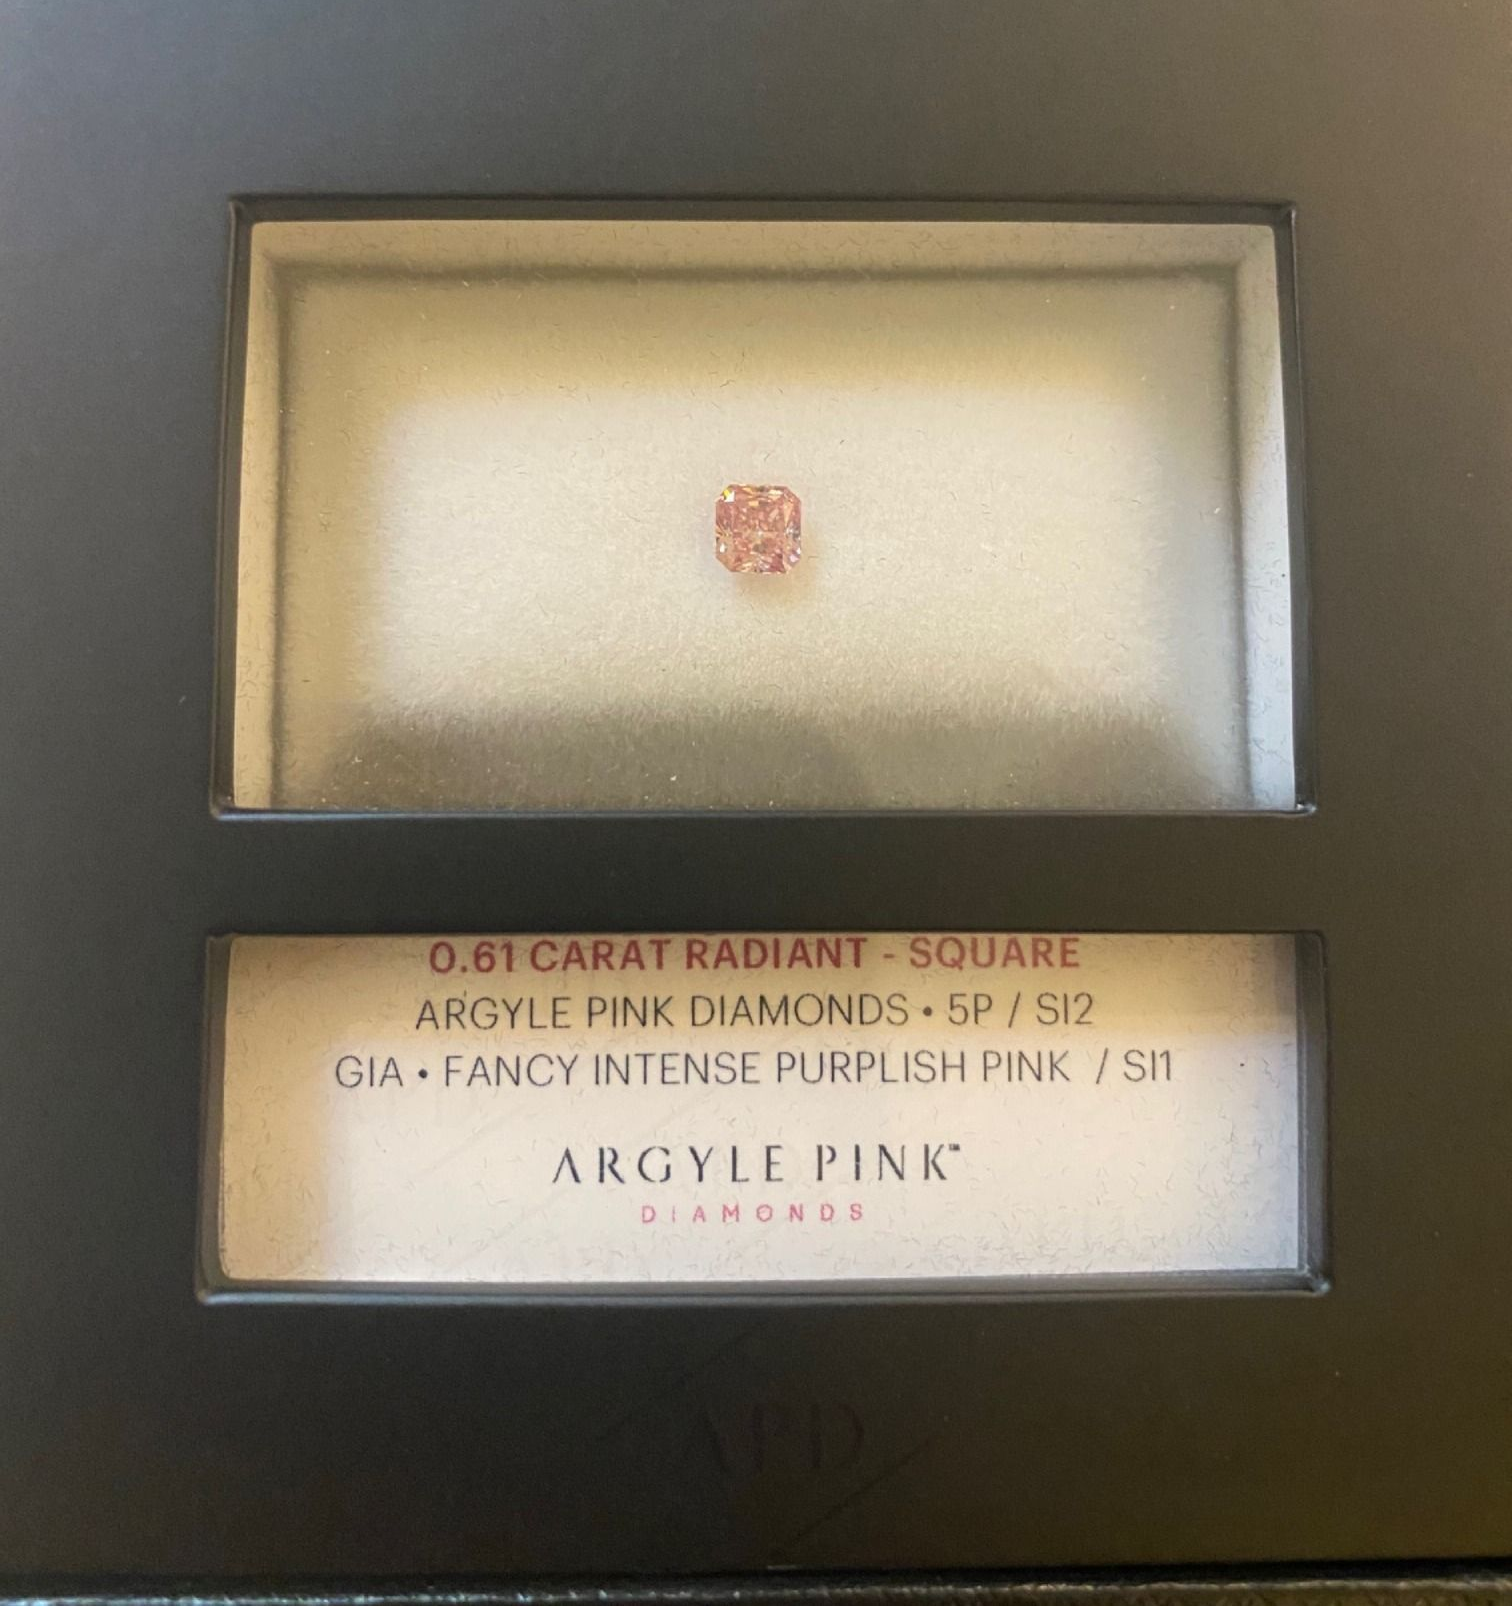 0.61 CARAT RADIANT - SQUARE
ARGYLE PINK DIAMONDS • 5P / SI2
GIA • FANCY INTENSE PURPLISH PINK / SI1
ARGYLE PINK™
DIAMONDS
APD